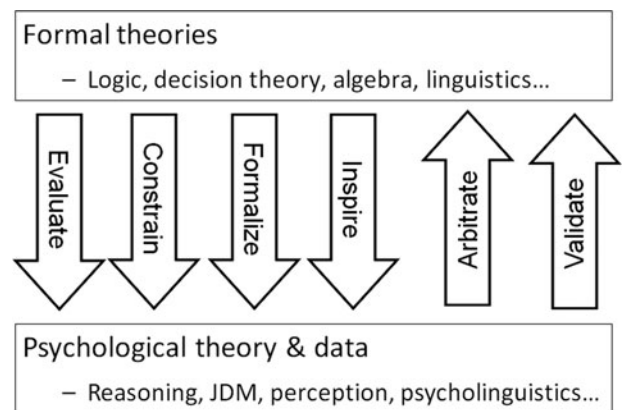 Formal theories
– Logic, decision theory, algebra, linguistics…
Evaluate
Constrain
Formalize
Inspire
Arbitrate
Validate
Psychological theory & data
– Reasoning, JDM, perception, psycholinguistics…